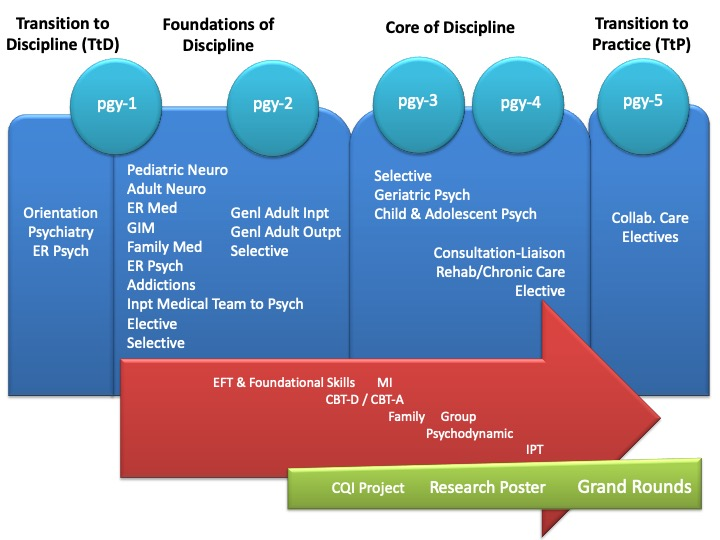 Transition to
Discipline (TtD)
Foundations of
Discipline
Core of Discipline
Transition to
Practice (TtP)
pgy-1
pgy-2
pgy-3
pgy-4
pgy-5
Orientation
Psychiatry
ER Psych
Pediatric Neuro
Adult Neuro
ER Med
GIM
Family Med
ER Psych
Addictions
Inpt Medical Team to Psych
Elective
Selective
Genl Adult Inpt
Genl Adult Outpt
Selective
Selective
Geriatric Psych
Child & Adolescent Psych
Consultation-Liaison
Rehab/Chronic Care
Elective
Collab. Care
Electives
EFT & Foundational Skills MI
CBT-D / CBT-A
Family Group
Psychodynamic
IPT
CQI Project Research Poster Grand Rounds